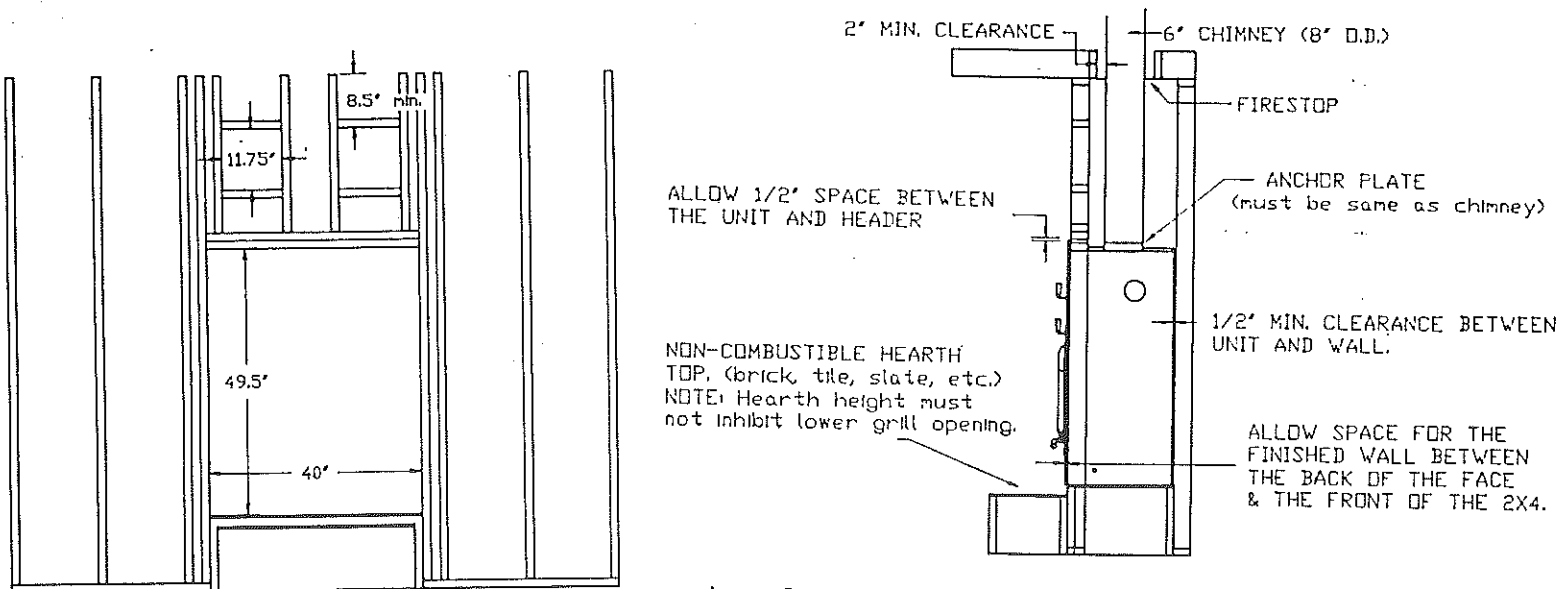 8.5" min.
11.75"
49.5"
40"
2" MIN. CLEARANCE
6" CHIMNEY (8" O.D.)
FIRESTOP
ANCHOR PLATE
(must be same as chimney)
ALLOW 1/2" SPACE BETWEEN
THE UNIT AND HEADER
1/2" MIN. CLEARANCE BETWEEN
UNIT AND WALL.
NON-COMBUSTIBLE HEARTH
TOP. (brick, tile, slate, etc.)
NOTE: Hearth height must
not inhibit lower grill opening.
ALLOW SPACE FOR THE
FINISHED WALL BETWEEN
THE BACK OF THE FACE
& THE FRONT OF THE 2X4.